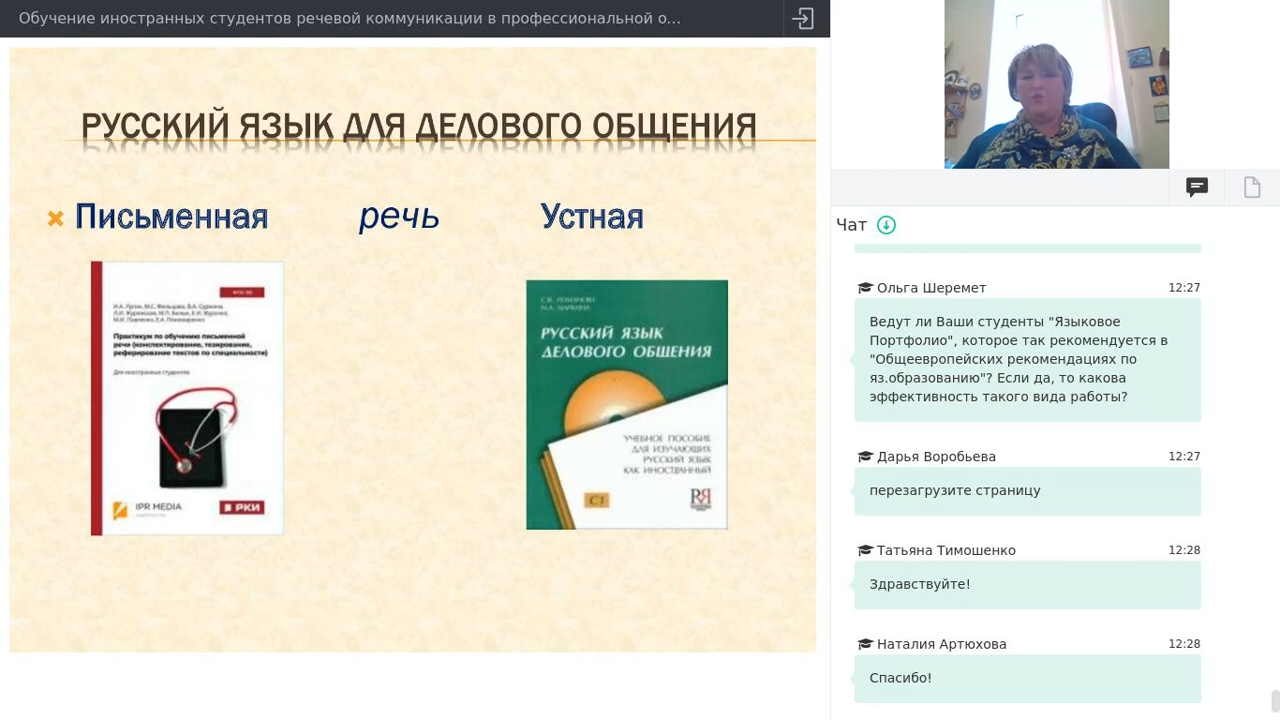 Обучение иностранных студентов речевой коммуникации в профессиональной о...
РУССКИЙ ЯЗЫК ДЛЯ ДЕЛОВОГО ОБЩЕНИЯ
Письменная речь Устная
Практикум по обучению письменной
речи (конспектирование, тезирование,
реферирование текстов по специальности)
Для иностранных студентов
IPR MEDIA
РКИ
С.В. РОМАНОВА
РУССКИЙ ЯЗЫК
ДЕЛОВОГО ОБЩЕНИЯ
УЧЕБНОЕ ПОСОБИЕ
ДЛЯ ИЗУЧАЮЩИХ
РУССКИЙ ЯЗЫК
КАК ИНОСТРАННЫЙ
Чат
Ольга Шеремет 12:27
Ведут ли Ваши студенты "Языковое
Портфолио", которое так рекомендуется в
"Общеевропейских рекомендациях по
яз.образованию"? Если да, то какова
эффективность такого вида работы?
Дарья Воробьева 12:27
перезагрузите страницу
Татьяна Тимошенко 12:28
Здравствуйте!
Наталия Артюхова 12:28
Спасибо!